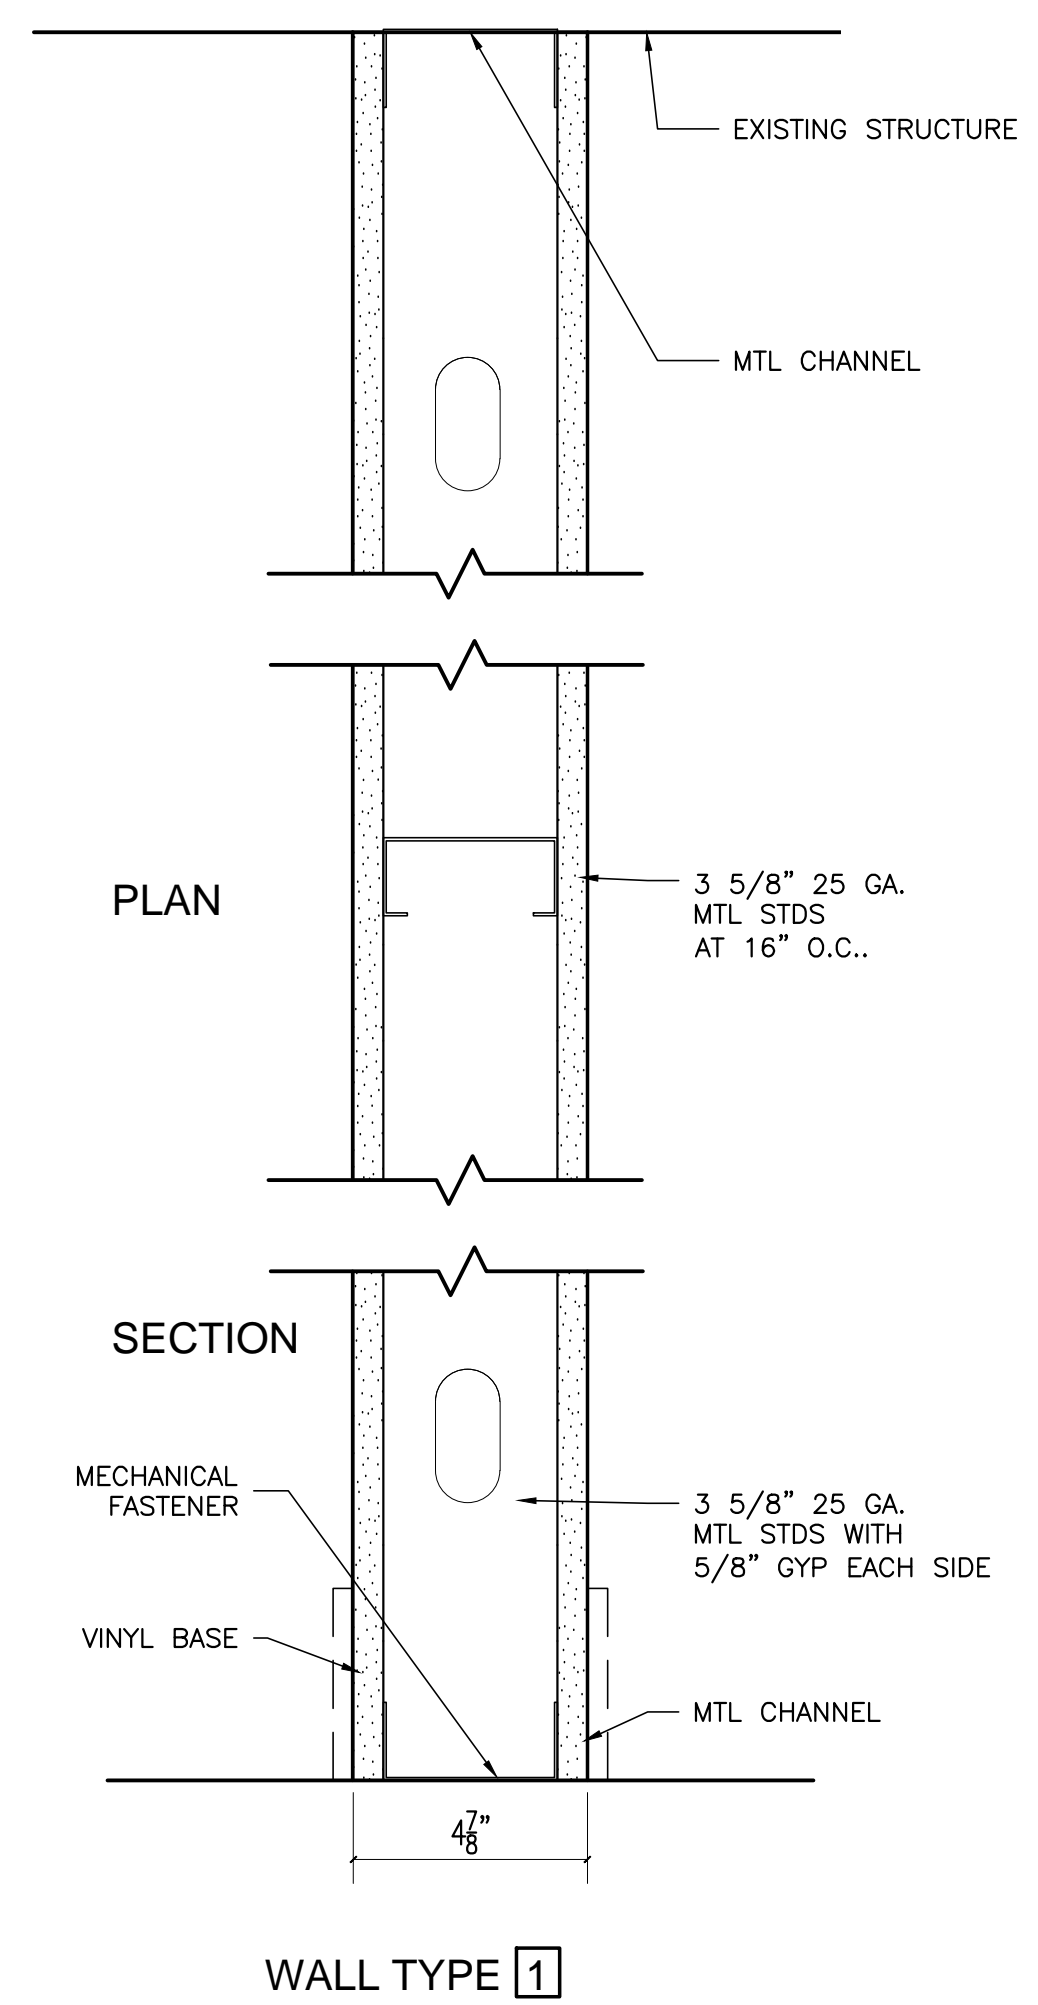 EXISTING STRUCTURE
MTL CHANNEL
PLAN
3 5/8" 25 GA.
MTL STDS
AT 16" O.C..
SECTION
MECHANICAL
FASTENER
3 5/8" 25 GA.
MTL STDS WITH
5/8" GYP EACH SIDE
VINYL BASE
MTL CHANNEL
4 7/8"
WALL TYPE 1